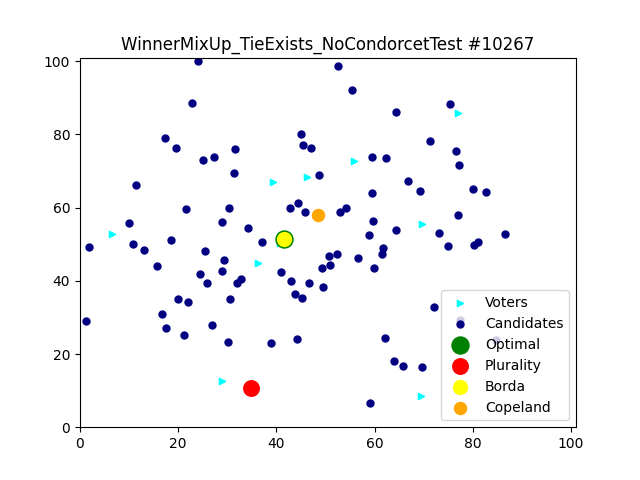 WinnerMixUp_TieExists_NoCondorcetTest #10267
100
80
60
40
20
0
Voters
Candidates
Optimal
Plurality
Borda
Copeland
0 20 40 60 80 100